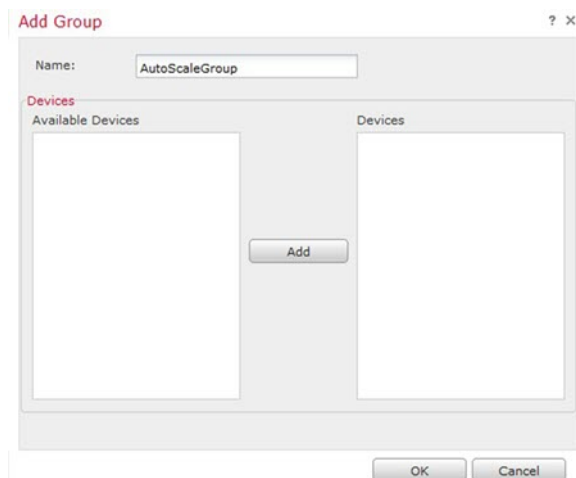 Add Group
? ×
Name: AutoScaleGroup
Devices
Available Devices
Devices
Add
OK
Cancel